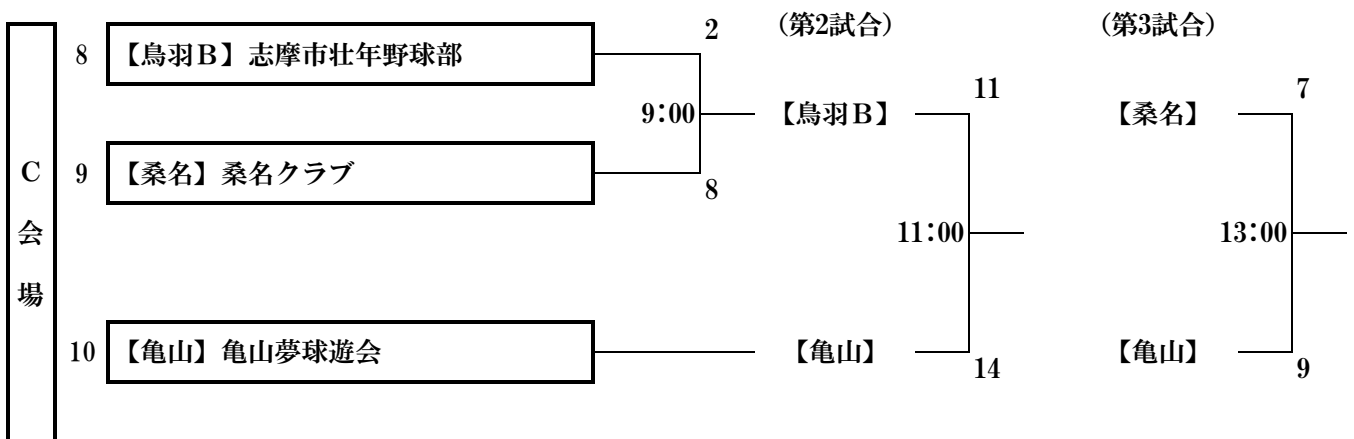 C会場
2
（第2試合）
（第3試合）
8 【鳥羽Ｂ】志摩市壮年野球部
11
7
9：00
【鳥羽Ｂ】
【桑名】
9 【桑名】桑名クラブ
8
11：00
13：00
10 【亀山】亀山夢球遊会
【亀山】
【亀山】
14
9